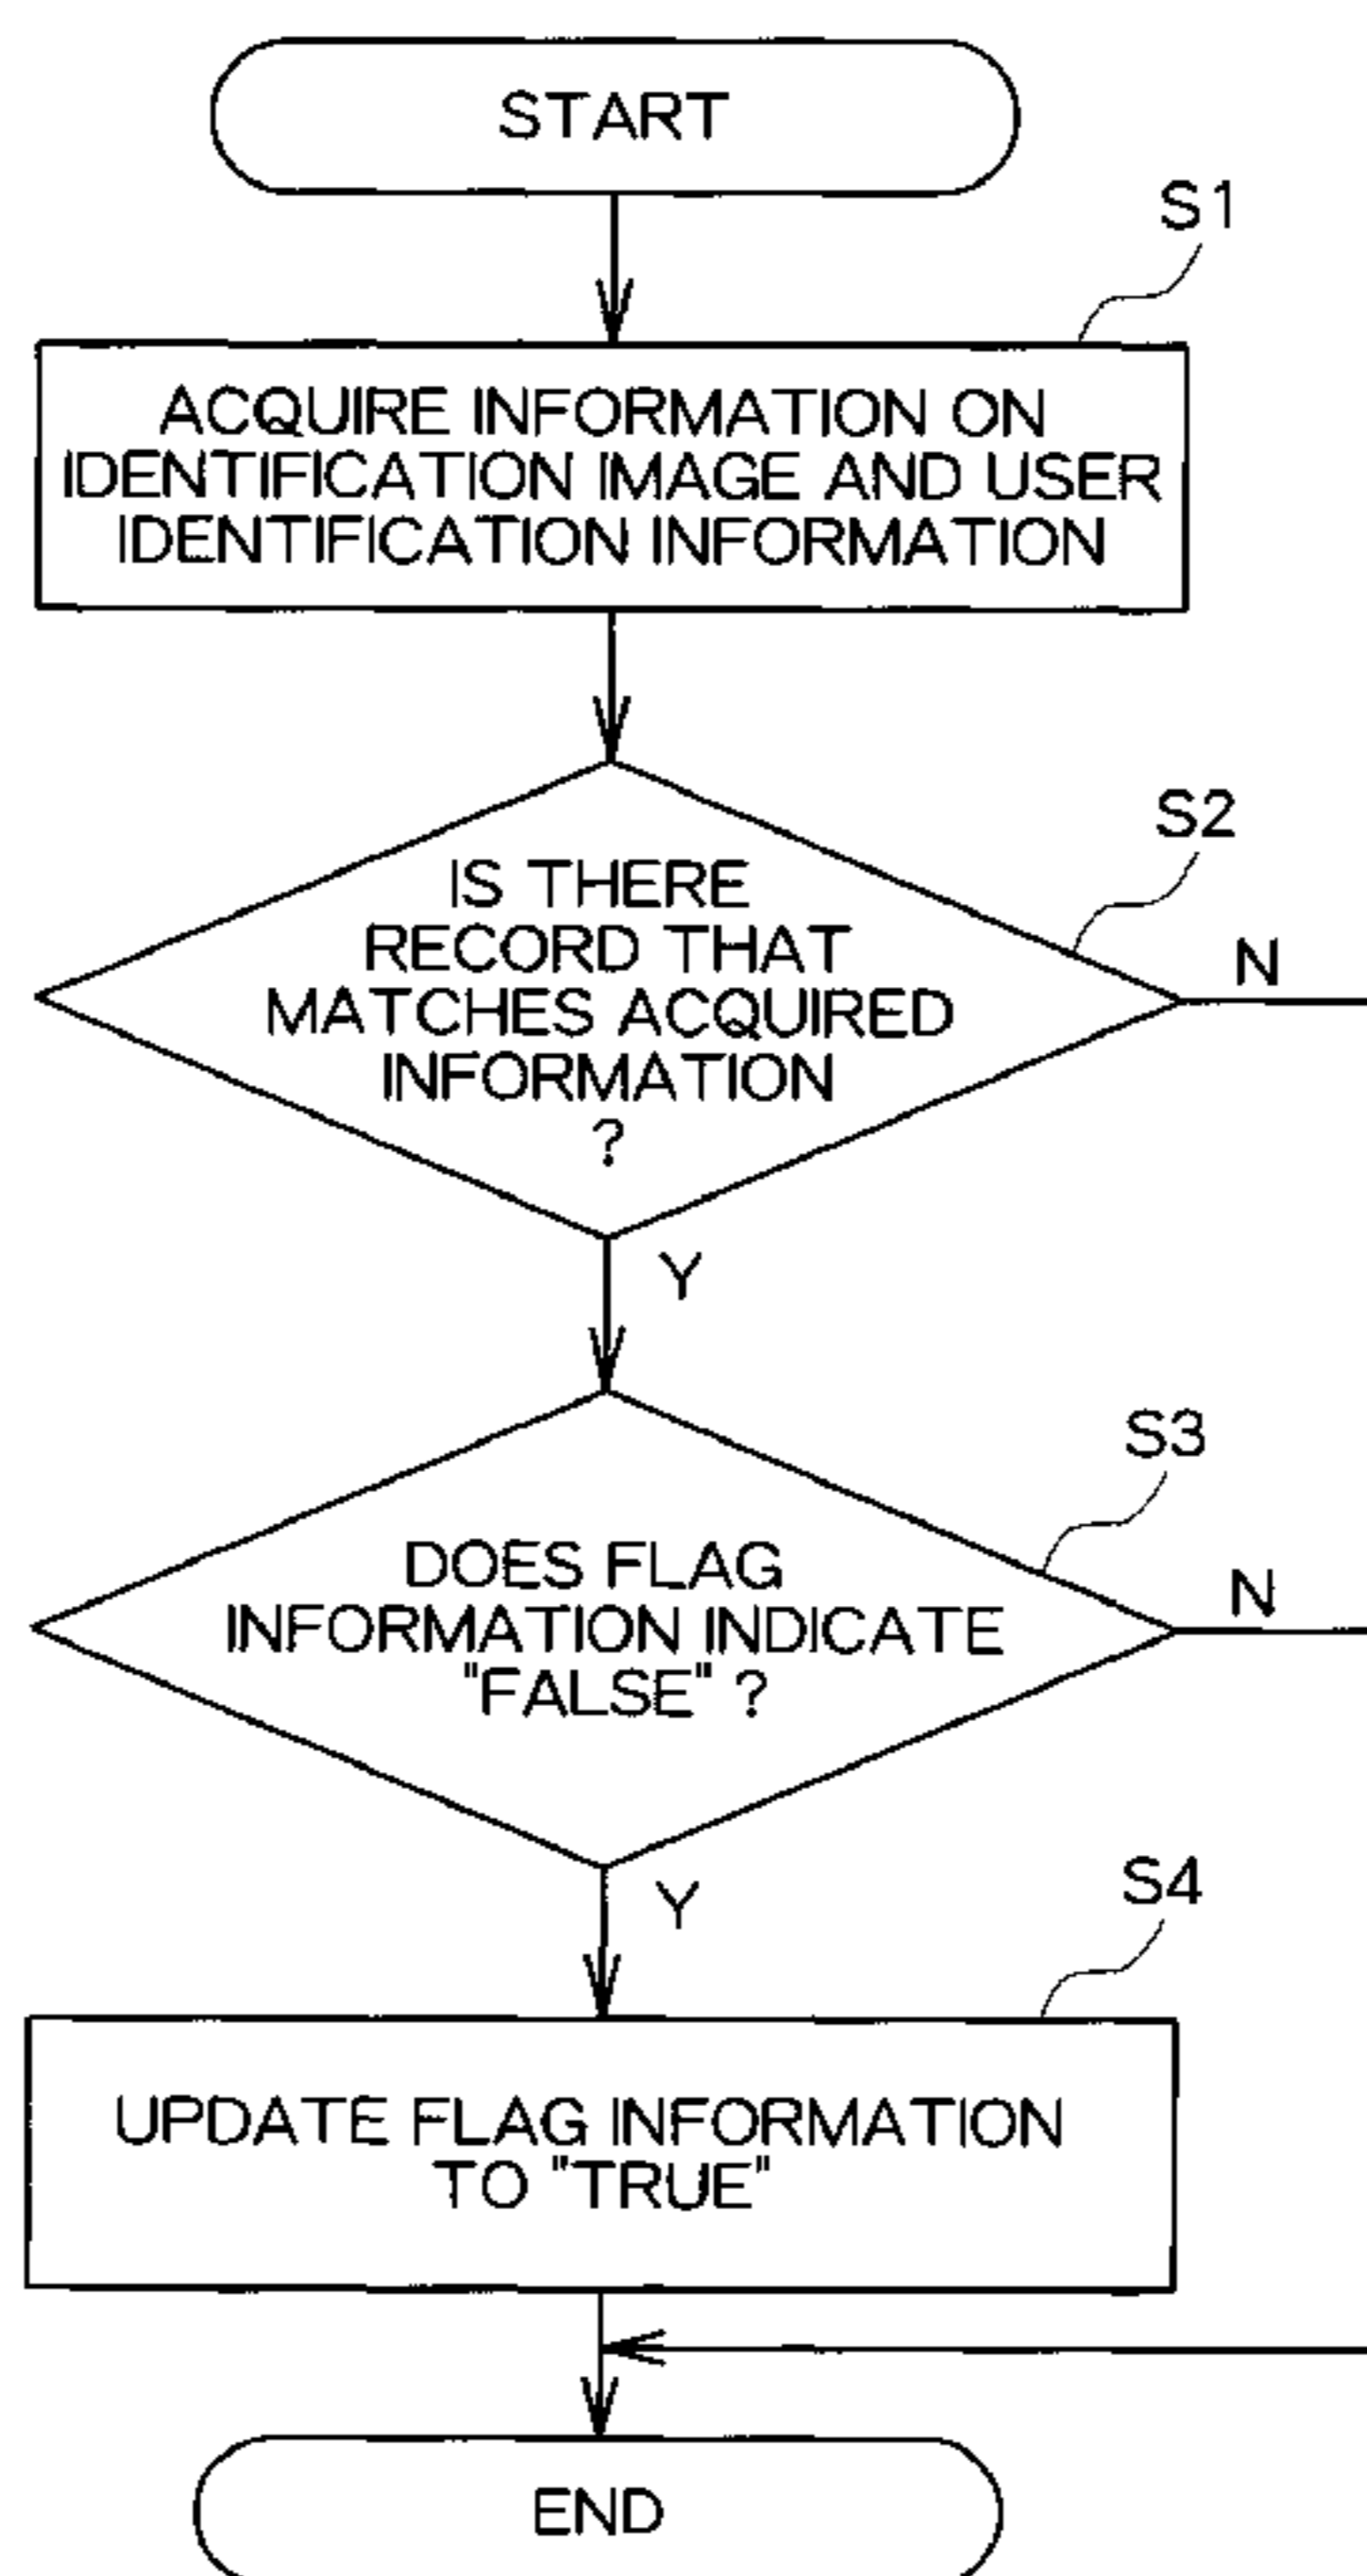 START
S1
ACQUIRE INFORMATION ON
IDENTIFICATION IMAGE AND USER
IDENTIFICATION INFORMATION
S2
IS THERE
RECORD THAT
MATCHES ACQUIRED
INFORMATION
?
N
Y
S3
DOES FLAG
INFORMATION INDICATE
"FALSE" ?
N
Y
S4
UPDATE FLAG INFORMATION
TO "TRUE"
END